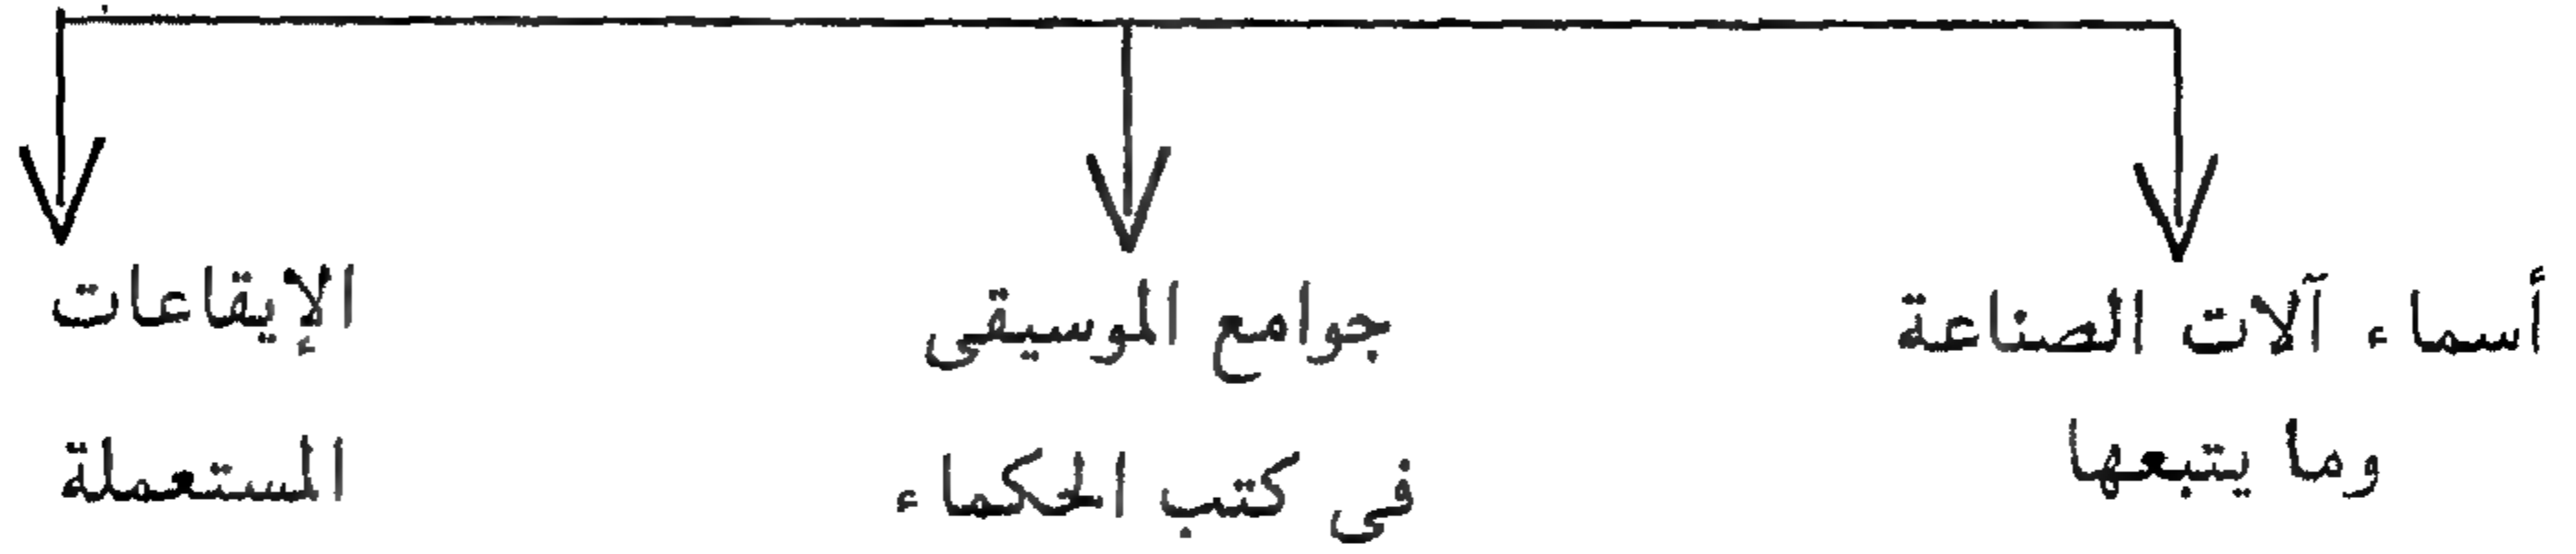 أسماء آلات الصناعة
وما يتبعها
جوامع الموسيقى
فى كتب الحكماء
الإيقاعات
المستعملة